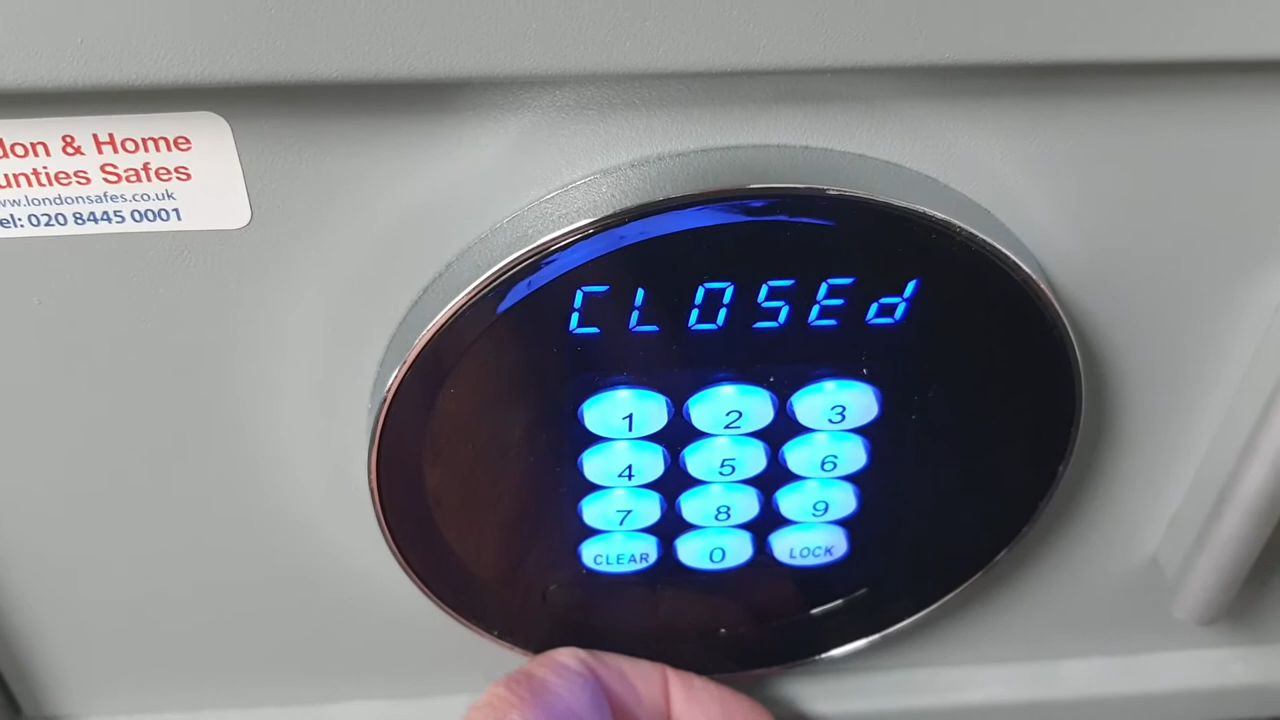 don & Home
unties Safes
ww.londonsafes.co.uk
el: 020 8445 0001
CLOSEd
1 2 3
4 5 6
7 8 9
CLEAR 0 LOCK